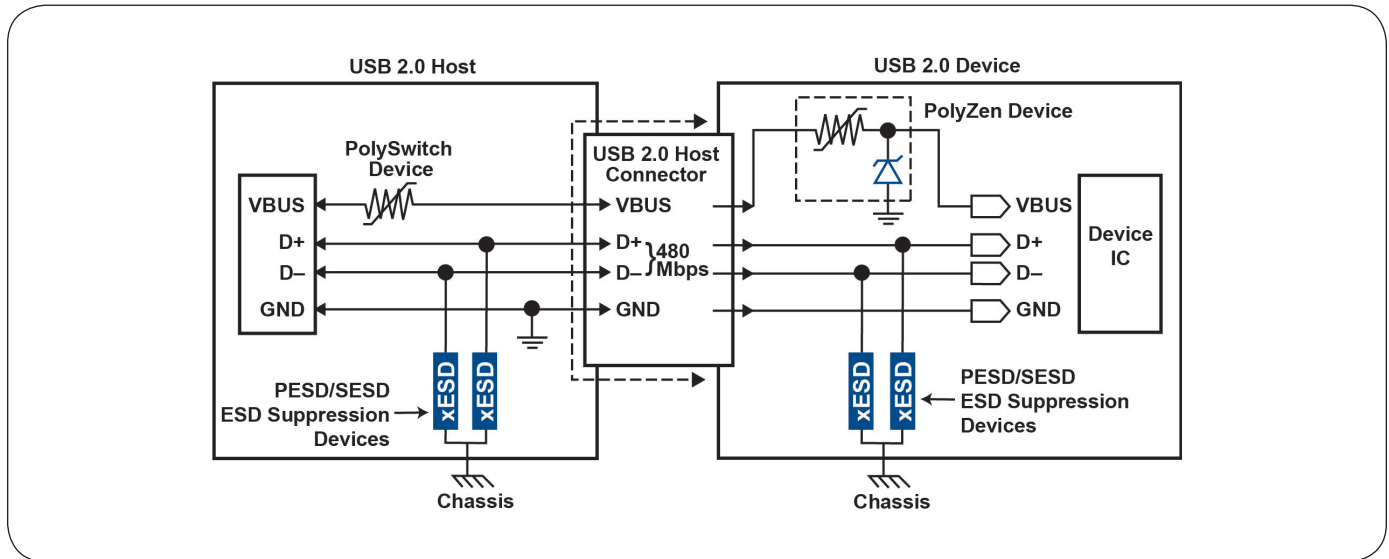 USB 2.0 Host
USB 2.0 Device
PolySwitch
Device
VBUS
D+
D–
GND
PESD/SESD
ESD Suppression
Devices
xESD
xESD
Chassis
USB 2.0 Host
Connector
VBUS
D+
D–
}480
Mbps
GND
PolyZen Device
VBUS
D+
D–
GND
Device
IC
xESD
xESD
PESD/SESD
ESD Suppression
Devices
Chassis